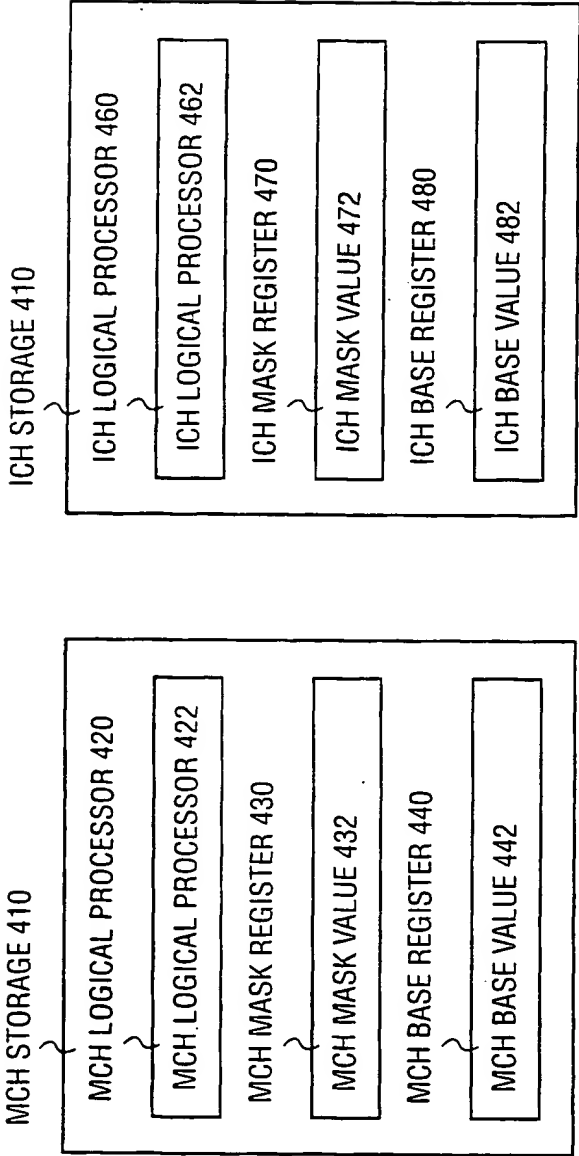 MCH STORAGE 410
MCH LOGICAL PROCESSOR 420
MCH LOGICAL PROCESSOR 422
MCH MASK REGISTER 430
MCH MASK VALUE 432
MCH BASE REGISTER 440
MCH BASE VALUE 442
ICH STORAGE 410
ICH LOGICAL PROCESSOR 460
ICH LOGICAL PROCESSOR 462
ICH MASK REGISTER 470
ICH MASK VALUE 472
ICH BASE REGISTER 480
ICH BASE VALUE 482